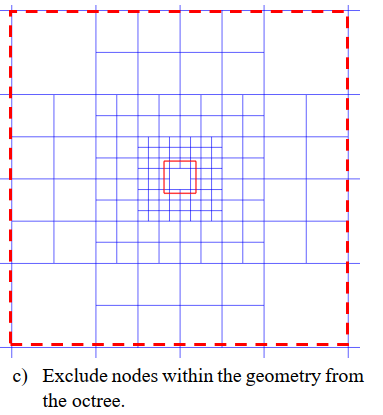 c) Exclude nodes within the geometry from
the octree.